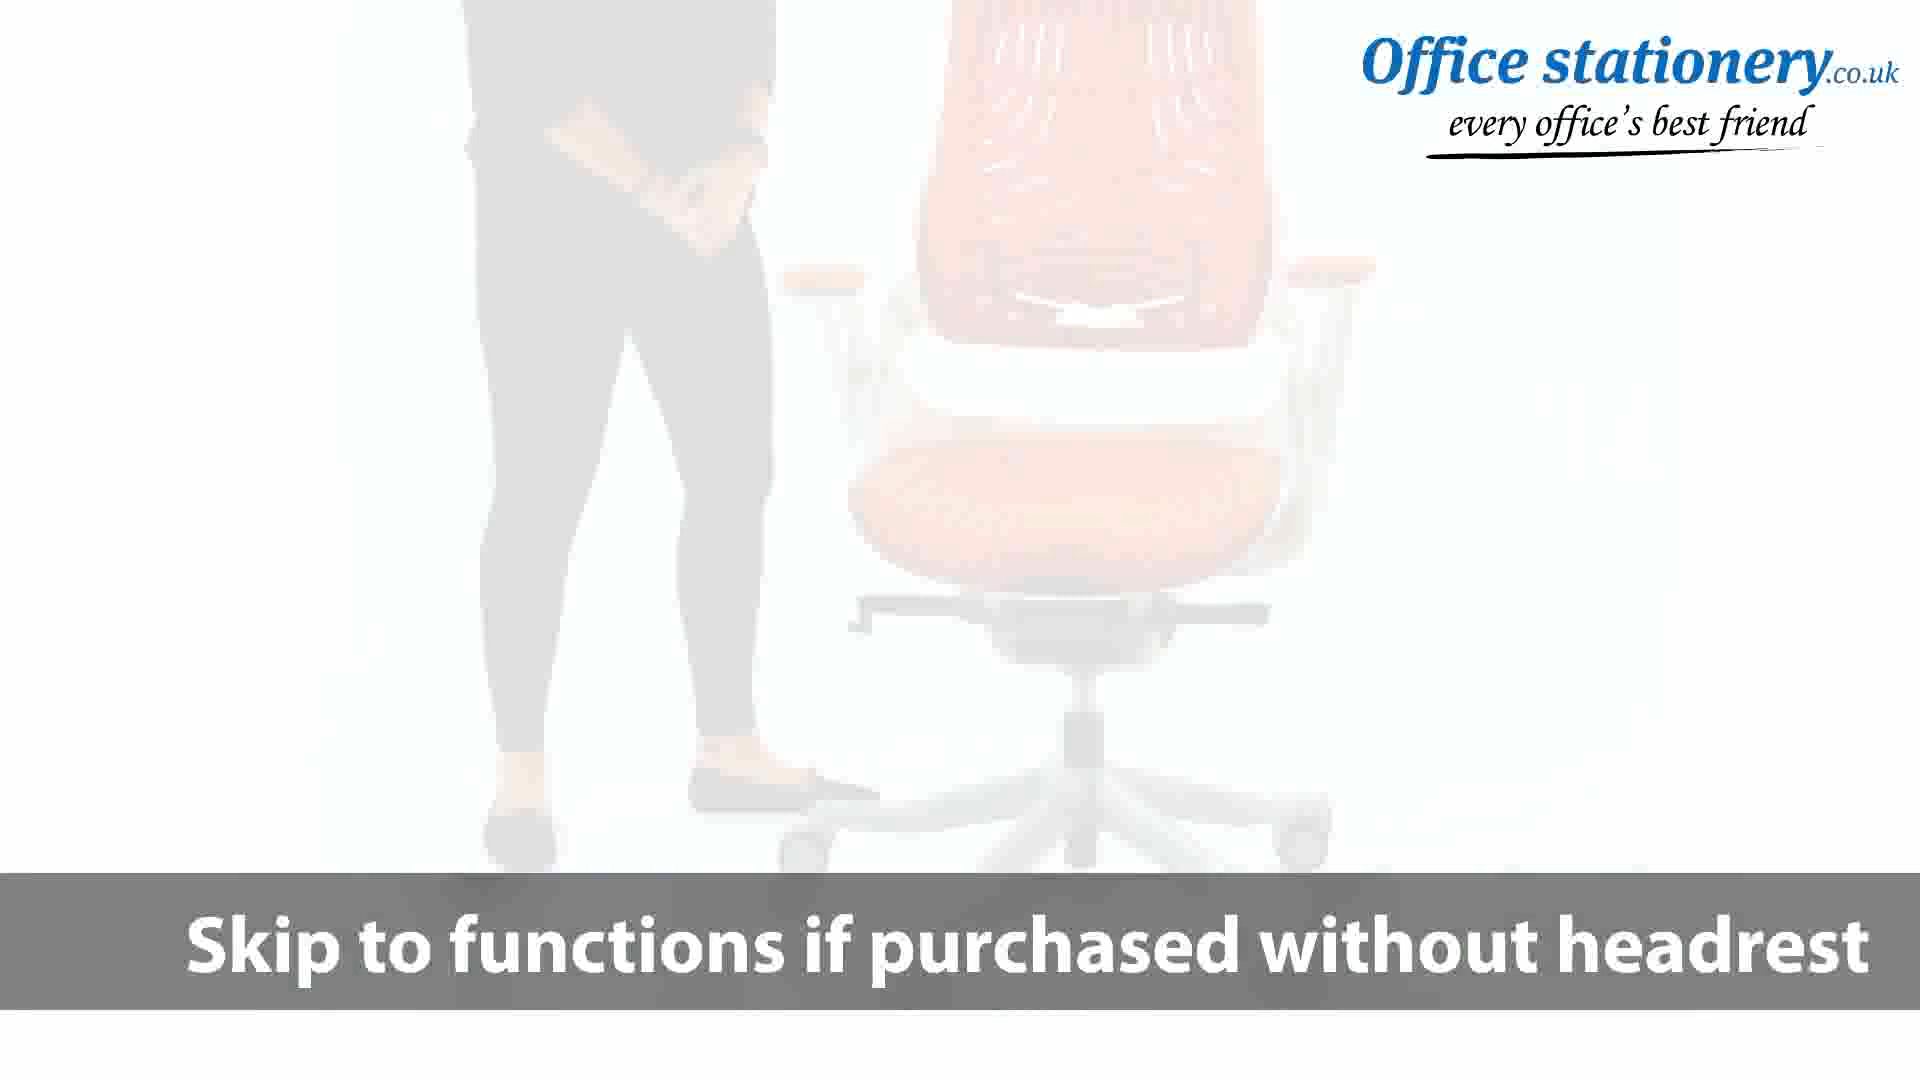 Office stationery.co.uk
every office's best friend
Skip to functions if purchased without headrest